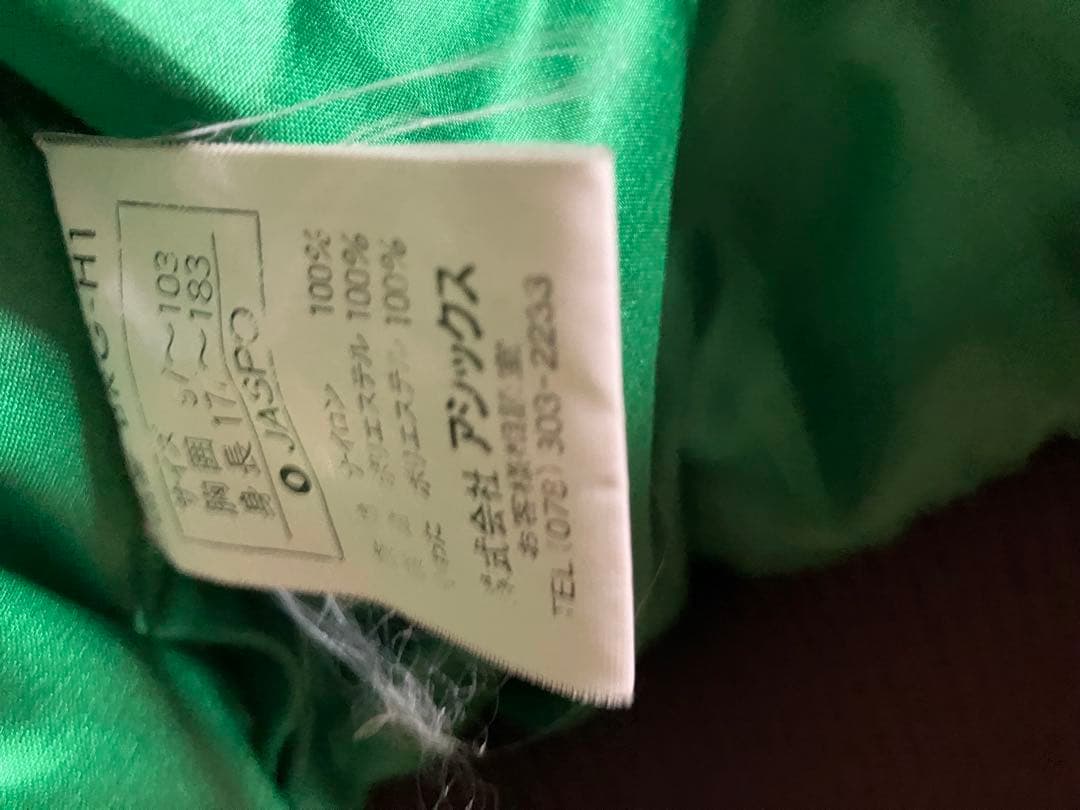 -H1
サイズ
胸囲 97〜103
身長 17 〜183
O JASPO
ナイロン 100%
ポリエステル 100%
ポリエステル 100%
株式会社 アシックス
お客様相談室
TEL(078)303-2233